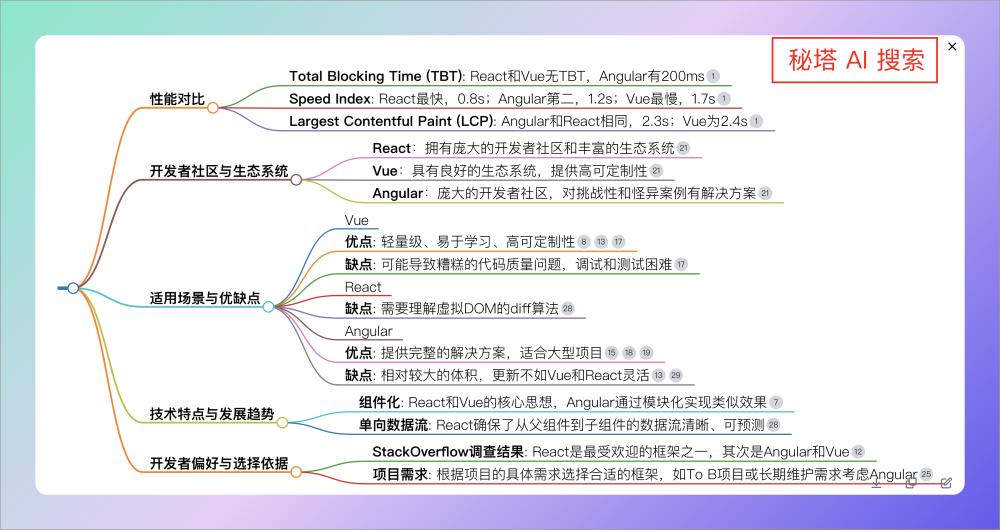 秘塔 AI 搜索
性能对比
Total Blocking Time (TBT): React和Vue无TBT，Angular有200ms 1
Speed Index: React最快，0.8s；Angular第二，1.2s；Vue最慢，1.7s 1
Largest Contentful Paint (LCP): Angular和React相同，2.3s；Vue为2.4s 1
开发者社区与生态系统
React：拥有庞大的开发者社区和丰富的生态系统 21
Vue：具有良好的生态系统，提供高可定制性 21
Angular：庞大的开发者社区，对挑战性和怪异案例有解决方案 21
适用场景与优缺点
Vue
优点: 轻量级、易于学习、高可定制性 8 13 17
缺点: 可能导致糟糕的代码质量问题，调试和测试困难 17
React
缺点: 需要理解虚拟DOM的diff算法 28
Angular
优点: 提供完整的解决方案，适合大型项目 15 18 19
缺点: 相对较大的体积，更新不如Vue和React灵活 13 29
技术特点与发展趋势
组件化: React和Vue的核心思想，Angular通过模块化实现类似效果 7
单向数据流: React确保了从父组件到子组件的数据流清晰、可预测 28
开发者偏好与选择依据
StackOverflow调查结果: React是最受欢迎的框架之一，其次是Angular和Vue 12
项目需求: 根据项目的具体需求选择合适的框架，如To B项目或长期维护需求考虑Angular 25